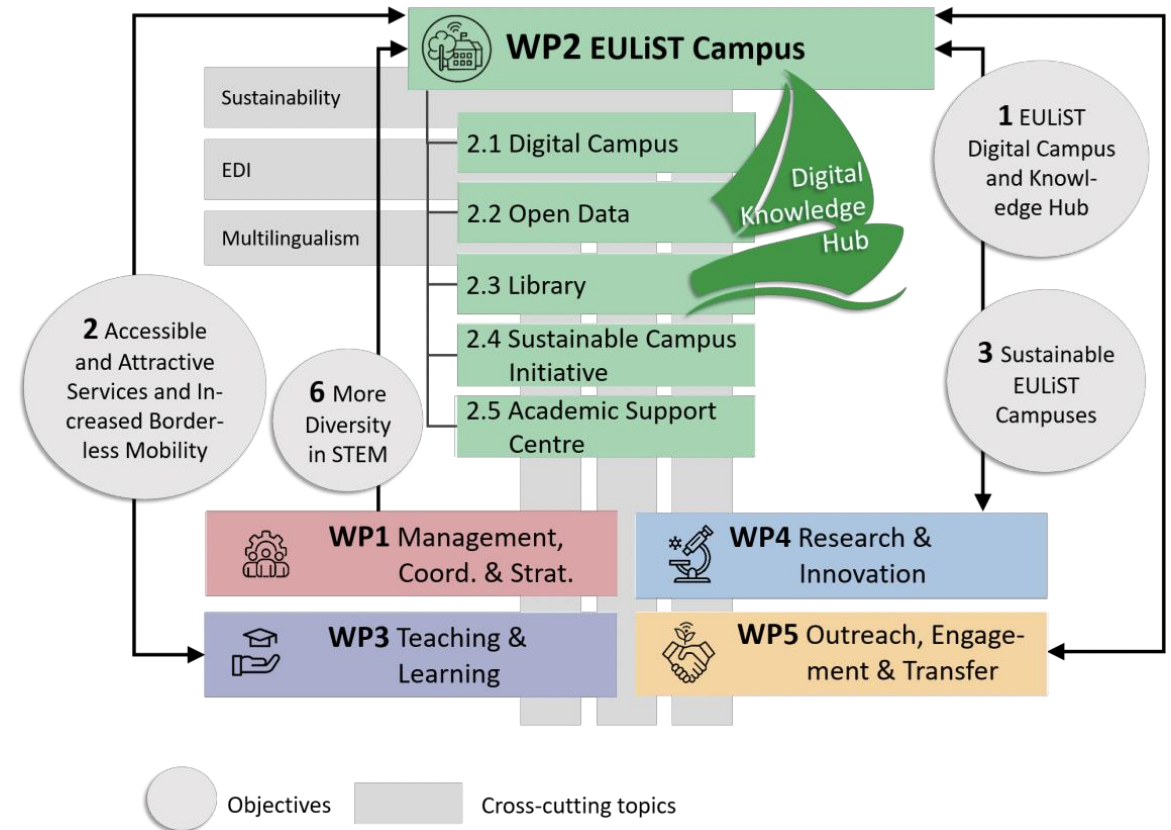 WP2 EULiST Campus
Sustainability
EDI
Multilingualism
2.1 Digital Campus
2.2 Open Data
2.3 Library
2.4 Sustainable Campus
Initiative
2.5 Academic Support
Centre
Digital
Knowledge
Hub
1 EULiST
Digital Campus
and Knowl-
edge Hub
2 Accessible
and Attractive
Services and In-
creased Border-
less Mobility
6 More
Diversity
in STEM
3 Sustainable
EULiST
Campuses
WP1 Management,
Coord. & Strat.
WP4 Research &
Innovation
WP3 Teaching &
Learning
WP5 Outreach, Engage-
ment & Transfer
Objectives
Cross-cutting topics